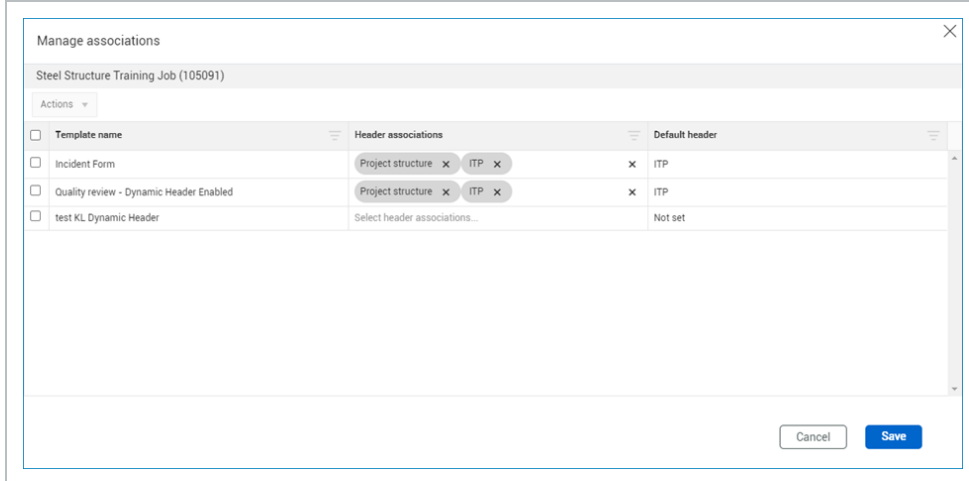 Manage associations
Steel Structure Training Job (105091)
Actions
Template name Header associations Default header
Incident Form Project structure ITP ITP
Quality review - Dynamic Header Enabled Project structure ITP ITP
test KL Dynamic Header Select header associations... Not set
Cancel Save